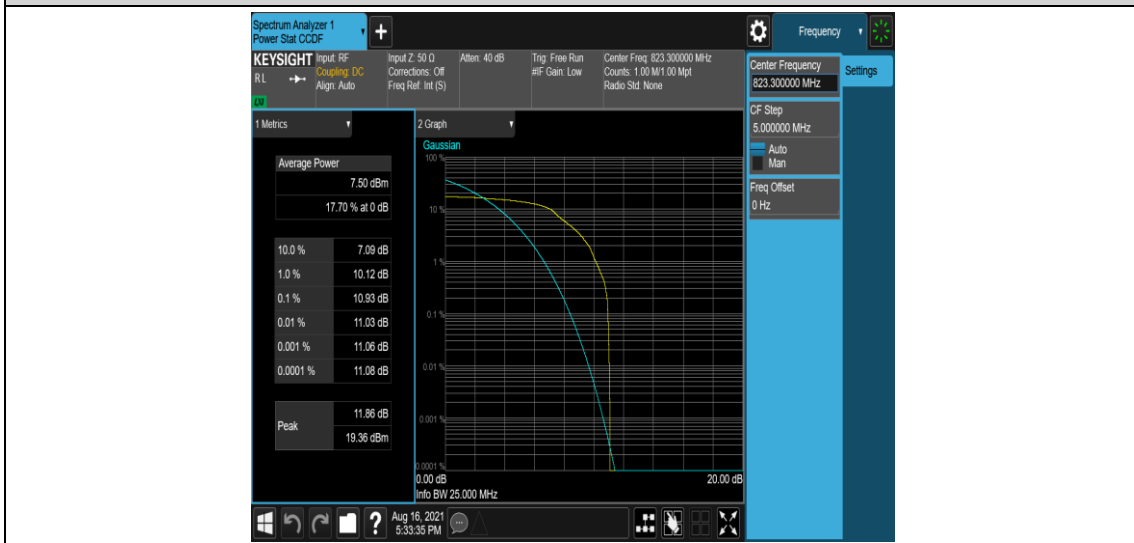 Spectrum Analyzer 1
Power Stat CCDF
+
Frequency
KEYSIGHT
RL
LXI
Input: RF
Coupling: DC
Align: Auto
Input Z: 50 Ω
Corrections: Off
Freq Ref: Int (S)
Atten: 40 dB
Trig: Free Run
#IF Gain: Low
Center Freq: 823.300000 MHz
Counts: 1.00 M/1.00 Mpt
Radio Std: None
Center Frequency
823.300000 MHz
Settings
CF Step
5.000000 MHz
Auto
Man
Freq Offset
0 Hz
1 Metrics
Average Power
7.50 dBm
17.70 % at 0 dB
10.0 % 7.09 dB
1.0 % 10.12 dB
0.1 % 10.93 dB
0.01 % 11.03 dB
0.001 % 11.06 dB
0.0001 % 11.08 dB
Peak
11.86 dB
19.36 dBm
2 Graph
Gaussian
100 %
10 %
1 %
0.1 %
0.01 %
0.001 %
0.0001 %
0.00 dB 20.00 dB
Info BW 25.000 MHz
?
Aug 16, 2021
5:33:35 PM